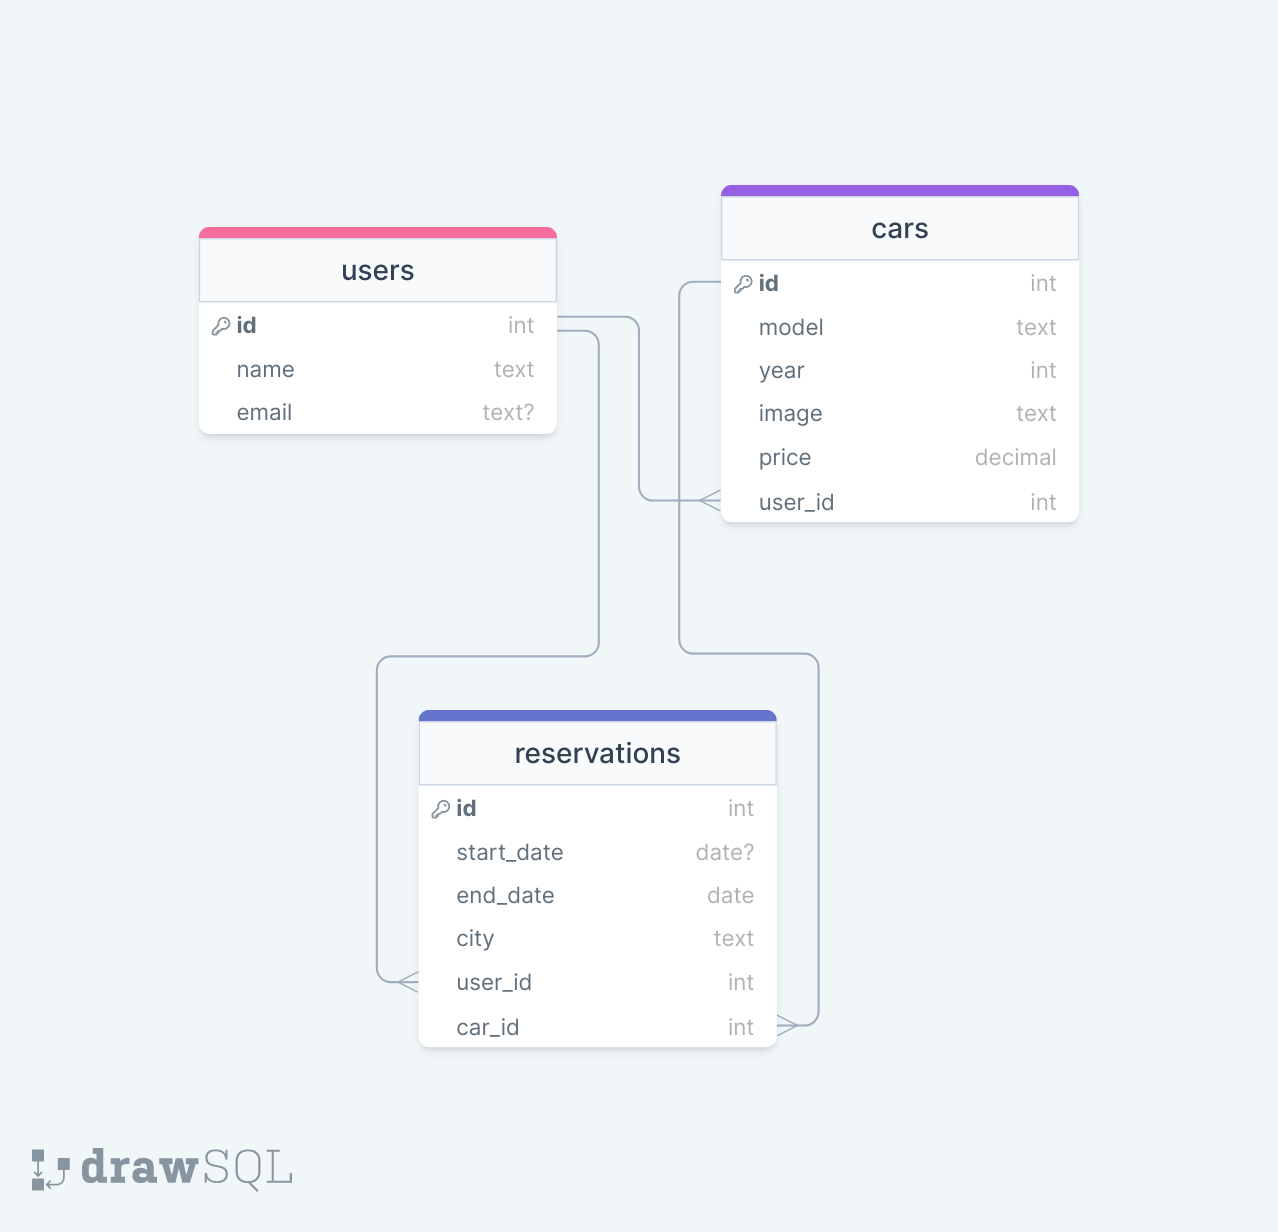 users
id int
name text
email text?
cars
id int
model text
year int
image text
price decimal
user_id int
reservations
id int
start_date date?
end_date date
city text
user_id int
car_id int
drawSQL